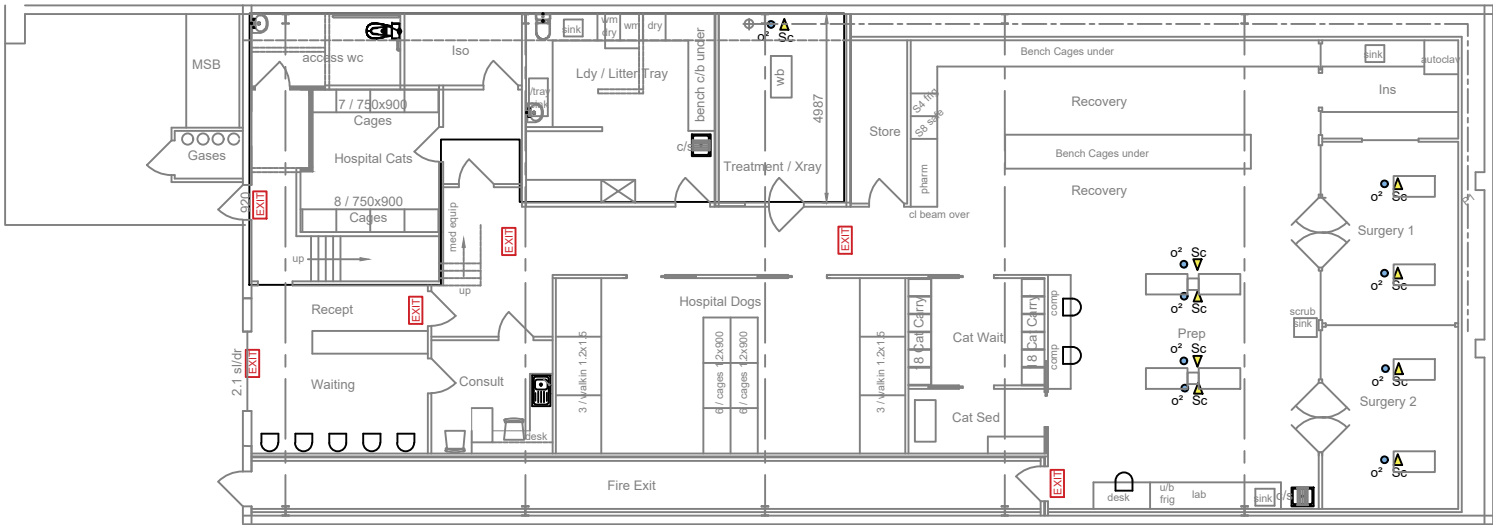 MSB
access wc
Iso
sink
wm
dry
wm
dry
o² Sc
Bench Cages under
sink
autoclav
7 / 750x900
Cages
Ldy / Litter Tray
bench c/b under
wb
4987
S4 frig
S8 safe
Recovery
Ins
Gases
Hospital Cats
c/s
Treatment / Xray
Store
pharm
Bench Cages under
Recovery
920
EXIT
8 / 750x900
Cages
med equip
cl beam over
o² Sc
Surgery 1
up
EXIT
EXIT
up
o² Sc
o² Sc
Recept
EXIT
Hospital Dogs
18 Cat Carry
18 Cat Carry
comp
o² Sc
scrub
sink
Prep
2.1 sl/dr
EXIT
Waiting
Consult
3 / walkin 1.2x1.5
6 / cages 1.2x900
6 / cages 1.2x900
3 / walkin 1.2x1.5
Cat Wait
comp
o² Sc
o² Sc
o² Sc
Surgery 2
desk
Cat Sed
Fire Exit
EXIT
desk
u/b
frig
lab
sink
c/s
o² Sc